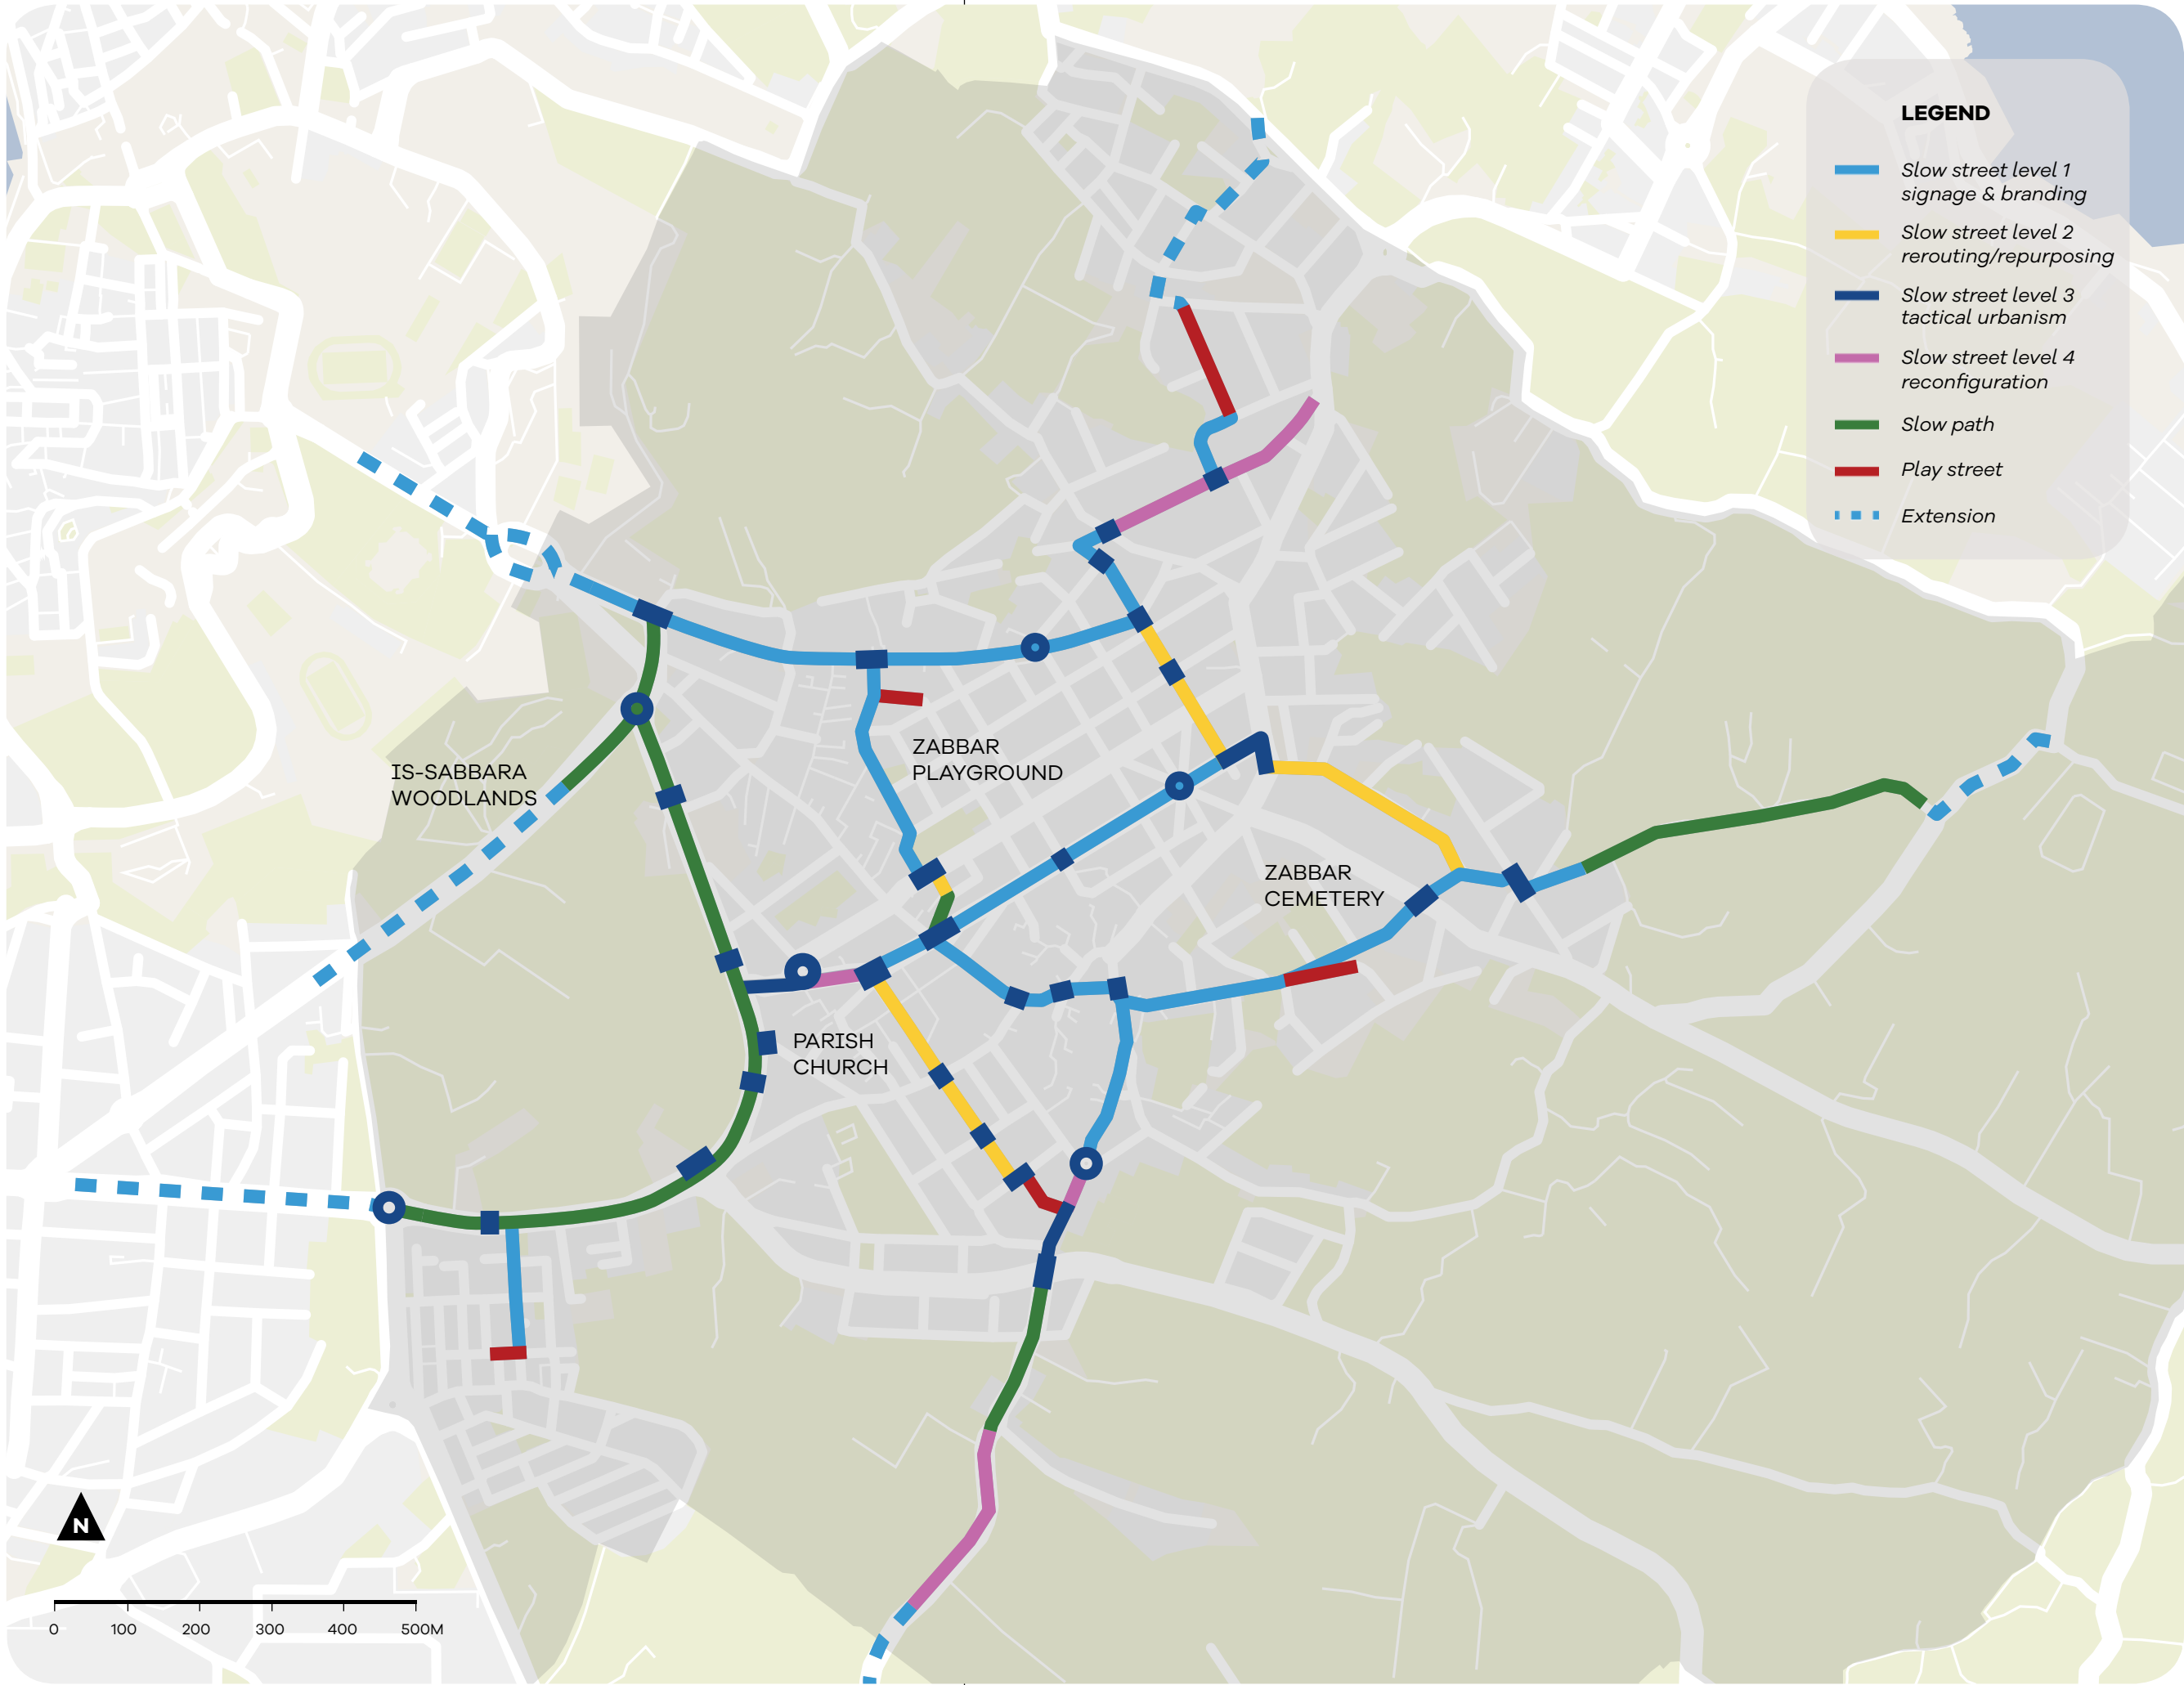 LEGEND
Slow street level 1
signage & branding
Slow street level 2
rerouting/repurposing
Slow street level 3
tactical urbanism
Slow street level 4
reconfiguration
Slow path
Play street
Extension
ZABBAR
PLAYGROUND
IS-SABBARA
WOODLANDS
ZABBAR
CEMETERY
PARISH
CHURCH
N
0 100 200 300 400 500M